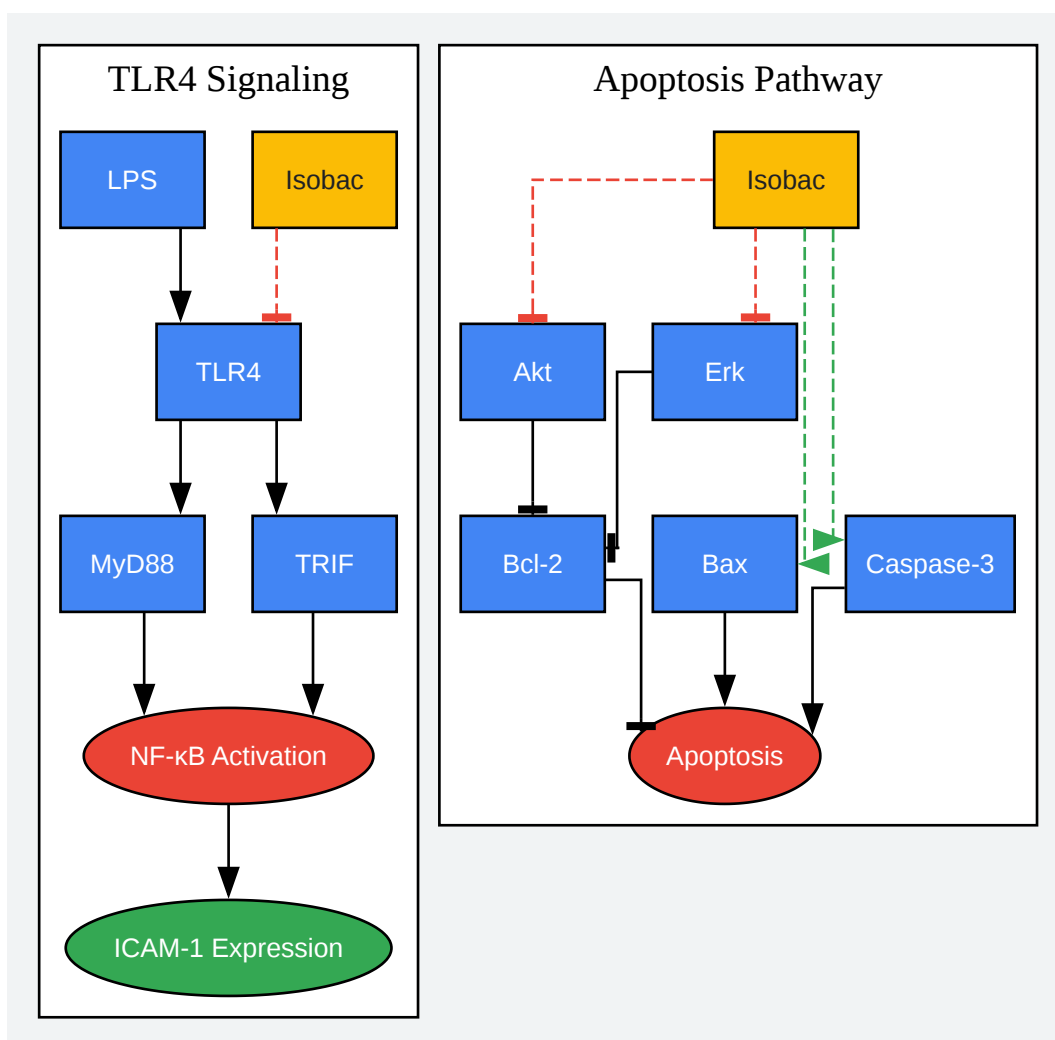 TLR4 Signaling
LPS
Isobac
TLR4
MyD88
TRIF
NF-κB Activation
ICAM-1 Expression
Apoptosis Pathway
Isobac
Akt
Erk
Bcl-2
Bax
Caspase-3
Apoptosis